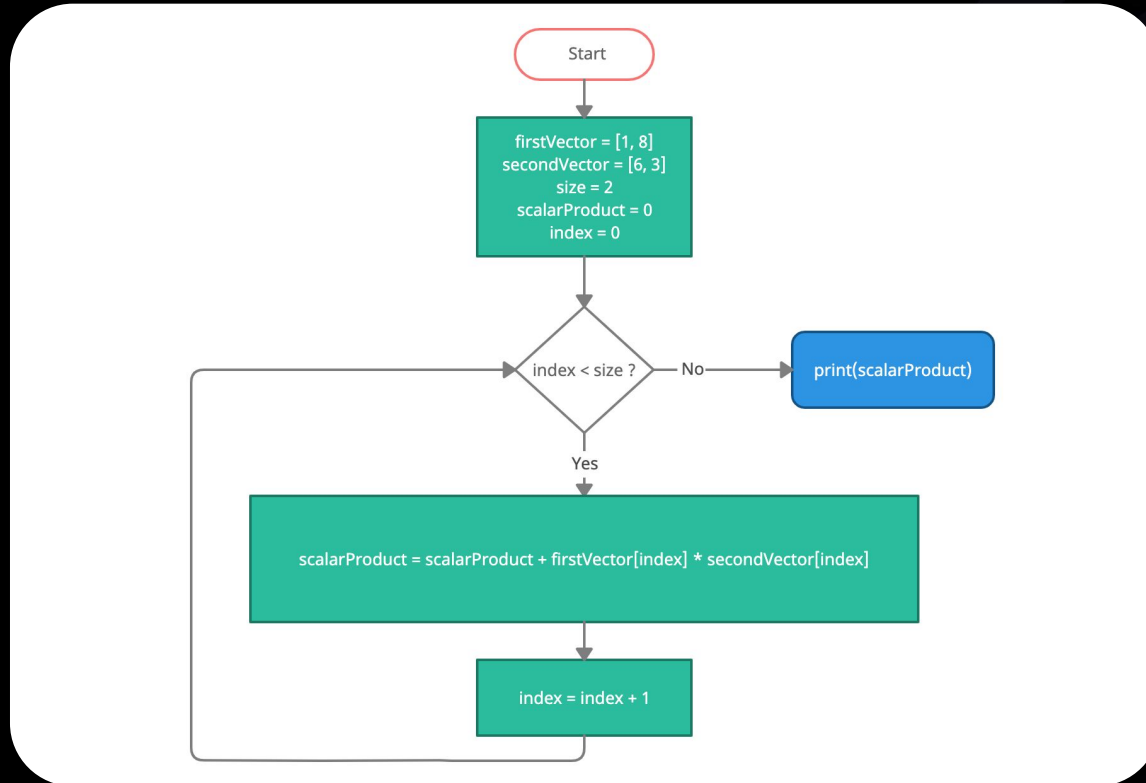 Start
firstVector = [1, 8]
secondVector = [6, 3]
size = 2
scalarProduct = 0
index = 0
index < size ?
No
print(scalarProduct)
Yes
scalarProduct = scalarProduct + firstVector[index] * secondVector[index]
index = index + 1